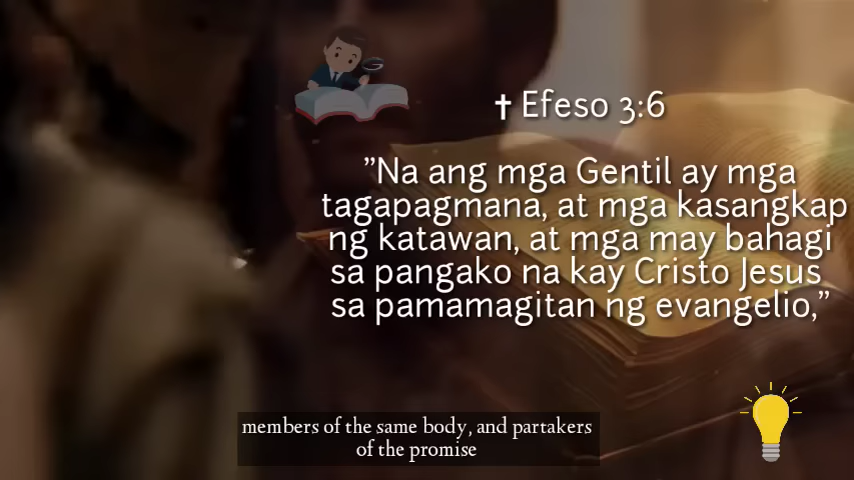 ✝ Efeso 3:6
”Na ang mga Gentil ay mga
tagapagmana, at mga kasangkap
ng katawan, at mga may bahagi
sa pangako na kay Cristo Jesus
sa pamamagitan ng evangelio,”
members of the same body, and partakers
of the promise